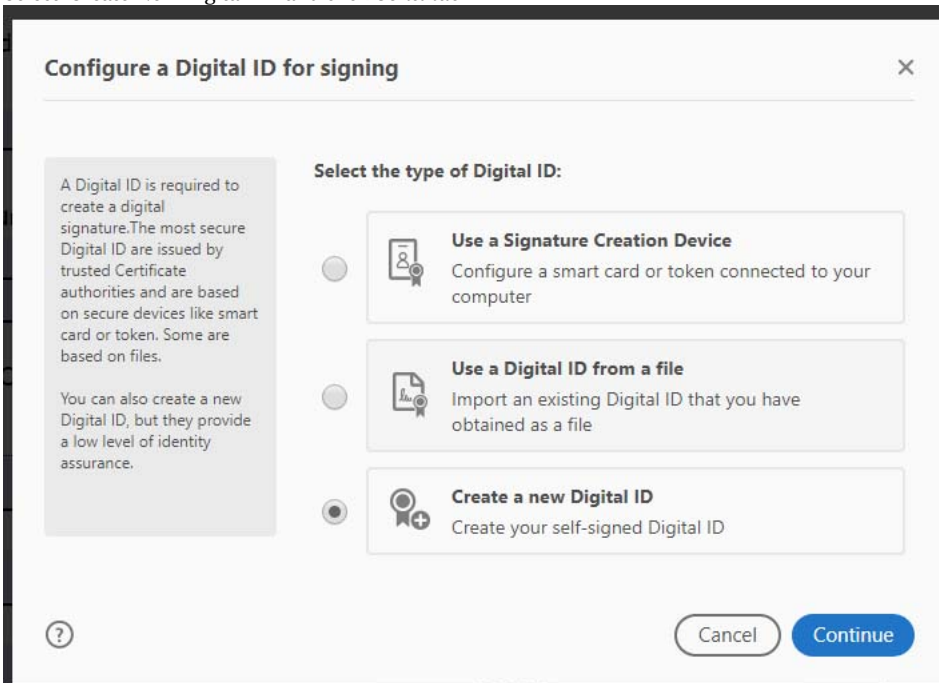 Configure a Digital ID for signing
A Digital ID is required to
create a digital
signature.The most secure
Digital ID are issued by
trusted Certificate
authorities and are based
on secure devices like smart
card or token. Some are
based on files.
You can also create a new
Digital ID, but they provide
a low level of identity
assurance.
Select the type of Digital ID:
Use a Signature Creation Device
Configure a smart card or token connected to your
computer
Use a Digital ID from a file
Import an existing Digital ID that you have
obtained as a file
Create a new Digital ID
Create your self-signed Digital ID
?
Cancel
Continue